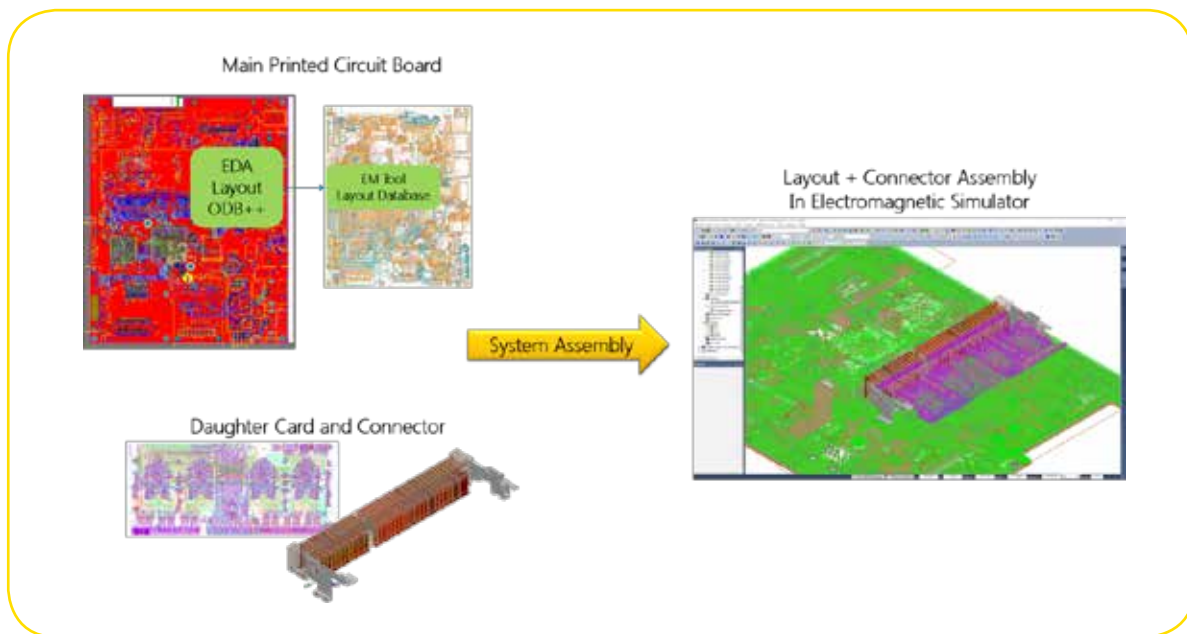 Main Printed Circuit Board
EDA
Layout
ODB++
EM Tool
Layout Database
Layout + Connector Assembly
In Electromagnetic Simulator
System Assembly
Daughter Card and Connector